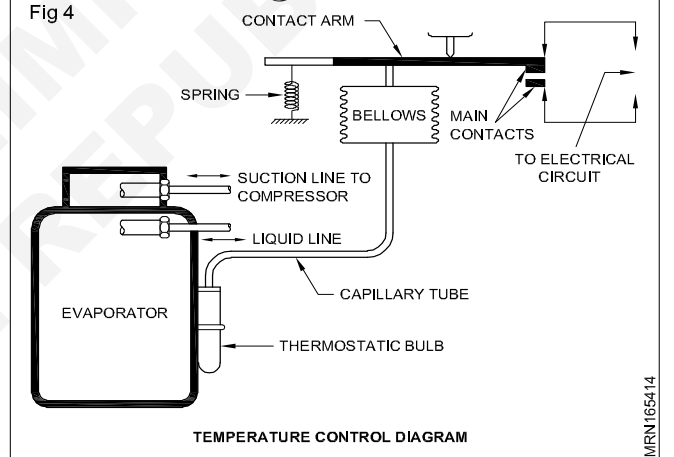 Fig 4
CONTACT ARM
SPRING
BELLOWS
MAIN
CONTACTS
TO ELECTRICAL
CIRCUIT
SUCTION LINE TO
COMPRESSOR
LIQUID LINE
CAPILLARY TUBE
EVAPORATOR
THERMOSTATIC BULB
TEMPERATURE CONTROL DIAGRAM
MRN165414